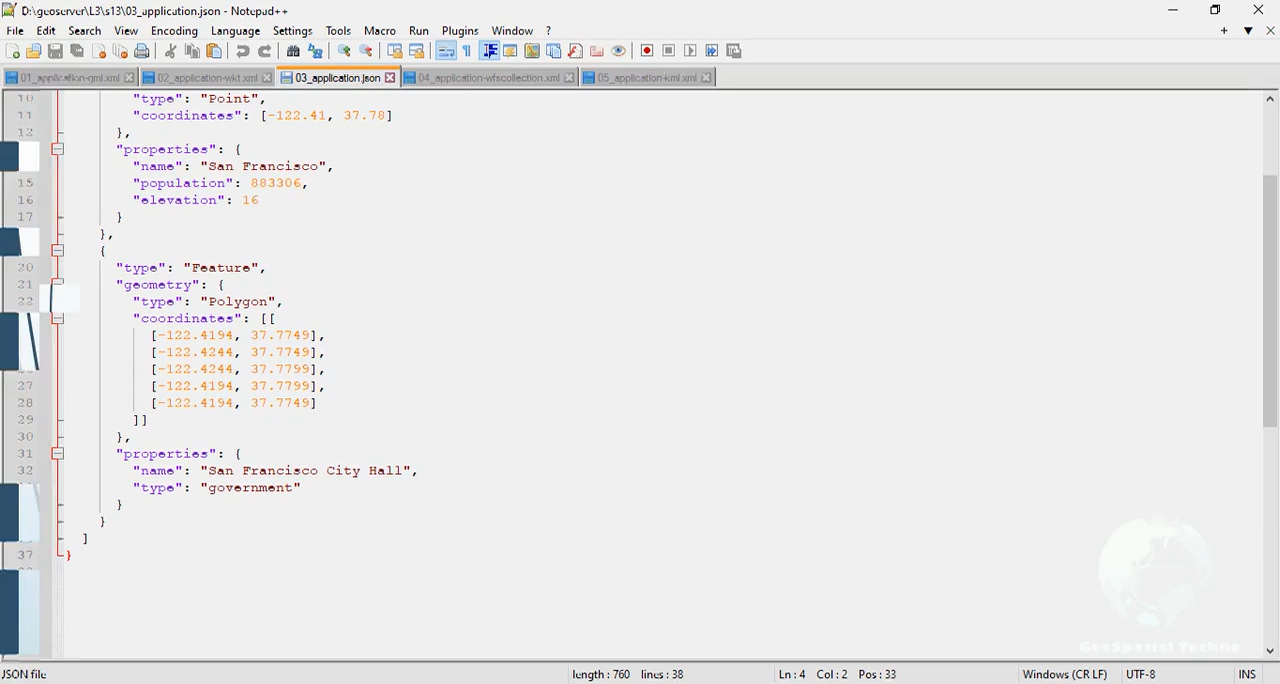 D:\geoserver\L3\s13\03_application.json - Notepad++
File Edit Search View Encoding Language Settings Tools Macro Run Plugins Window ?
01_application-gml.xml 02_application-wkt.xml 03_application.json 04_application-wfscollection.xml 05_application-kml.xml
10 "type": "Point",
11 "coordinates": [-122.41, 37.78]
12 },
"properties": {
"name": "San Francisco",
15 "population": 883306,
16 "elevation": 16
17 }
},
{
20 "type": "Feature",
21 "geometry": {
22 "type": "Polygon",
"coordinates": [[
[-122.4194, 37.7749],
[-122.4244, 37.7749],
[-122.4244, 37.7799],
27 [-122.4194, 37.7799],
28 [-122.4194, 37.7749]
29 ]]
30 },
31 "properties": {
32 "name": "San Francisco City Hall",
"type": "government"
}
}
]
37 }
GeoSpatial Techno
JSON file length : 760 lines : 38 Ln : 4 Col : 2 Pos : 33 Windows (CR LF) UTF-8 INS